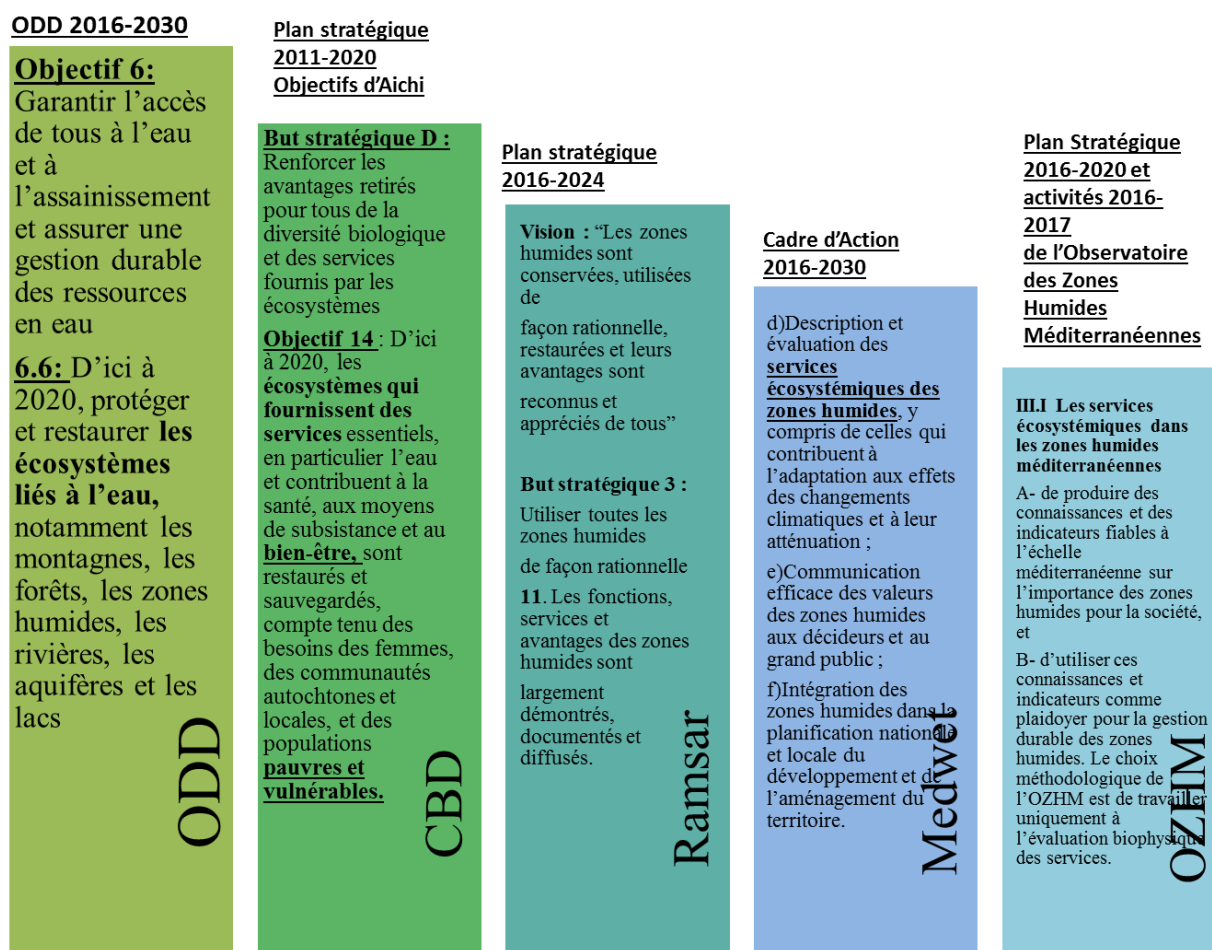 ODD 2016-2030
Objectif 6:
Garantir l’accès
de tous à l’eau
et à
l’assainissement
et assurer une
gestion durable
des ressources
en eau
6.6: D’ici à
2020, protéger
et restaurer les
écosystèmes
liés à l’eau,
notamment les
montagnes, les
forêts, les zones
humides, les
rivières, les
aquifères et les
lacs
ODD
Plan stratégique
2011-2020
Objectifs d’Aichi
But stratégique D :
Renforcer les
avantages retirés
pour tous de la
diversité biologique
et des services
fournis par les
écosystèmes
Objectif 14 : D’ici
à 2020, les
écosystèmes qui
fournissent des
services essentiels,
en particulier l’eau
et contribuent à la
santé, aux moyens
de subsistance et au
bien-être, sont
restaurés et
sauvegardés,
compte tenu des
besoins des femmes,
des communautés
autochtones et
locales, et des
populations
pauvres et
vulnérables.
CBD
Plan stratégique
2016-2024
Vision : “Les zones
humides sont
conservées, utilisées
de
façon rationnelle,
restaurées et leurs
avantages sont
reconnus et
appréciés de tous”
But stratégique 3 :
Utiliser toutes les
zones humides
de façon rationnelle
11. Les fonctions,
services et
avantages des zones
humides sont
largement
démontrés,
documentés et
diffusés.
Ramsar
Cadre d’Action
2016-2030
d)Description et
évaluation des
services
écosystémiques des
zones humides, y
compris de celles qui
contribuent à
l’adaptation aux effets
des changements
climatiques et à leur
atténuation ;
e)Communication
efficace des valeurs
des zones humides
aux décideurs et au
grand public ;
f)Intégration des
zones humides dans la
planification nationale
et locale du
développement et de
l’aménagement du
territoire.
Medwet
Plan Stratégique
2016-2020 et
activités 2016-
2017
de l’Observatoire
des Zones
Humides
Méditerranéennes
III.I Les services
écosystémiques dans
les zones humides
méditerranéennes
A- de produire des
connaissances et des
indicateurs fiables à
l’échelle
méditerranéenne sur
l’importance des zones
humides pour la société,
et
B- d’utiliser ces
connaissances et
indicateurs comme
plaidoyer pour la gestion
durable des zones
humides. Le choix
méthodologique de
l’OZHM est de travailler
uniquement à
l’évaluation biophysique
des services.
OZHM